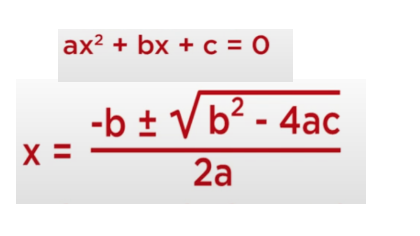 ax² + bx + c = 0
x = -b ± √b² - 4ac
2a